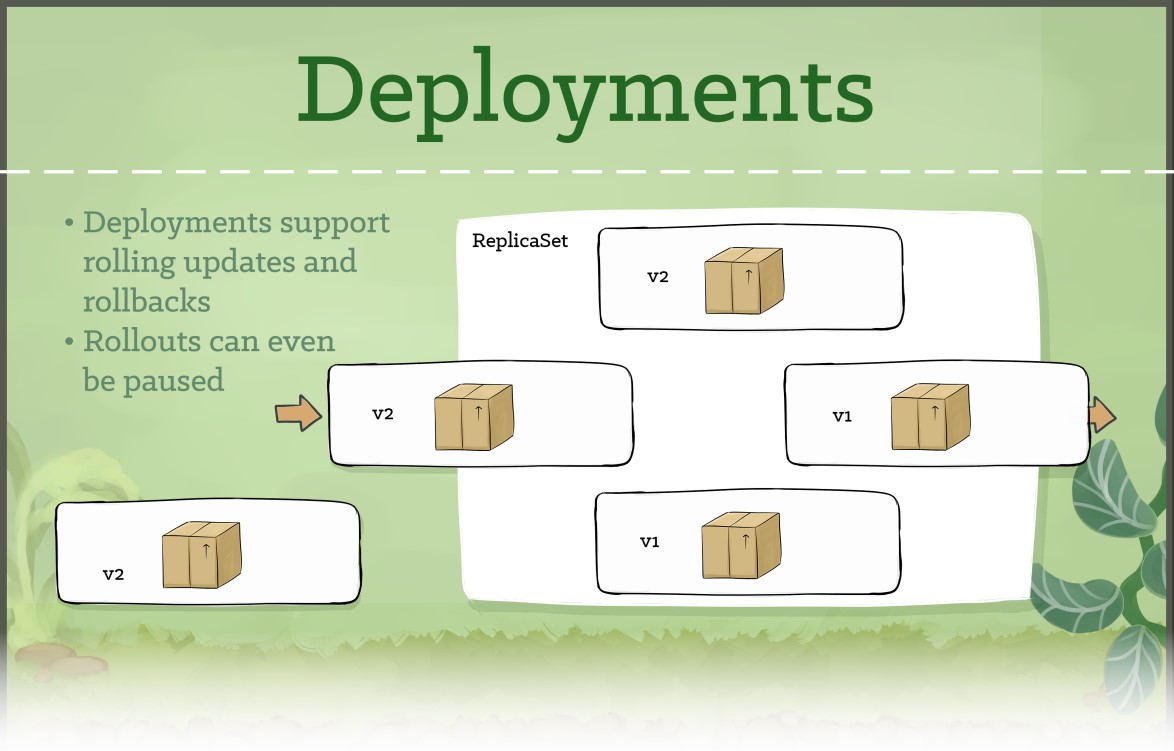 Deployments
• Deployments support
rolling updates and
rollbacks
• Rollouts can even
be paused
ReplicaSet
v2
v2
v1
v1
v2